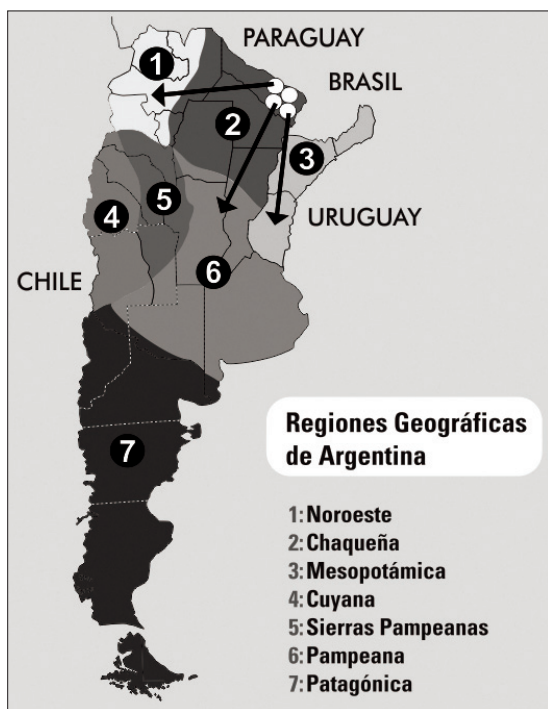 PARAGUAY
BRASIL
1
2
3
5
4
URUGUAY
6
CHILE
7
Regiones Geográficas
de Argentina
1: Noroeste
2: Chaqueña
3: Mesopotámica
4: Cuyana
5: Sierras Pampeanas
6: Pampeana
7: Patagónica